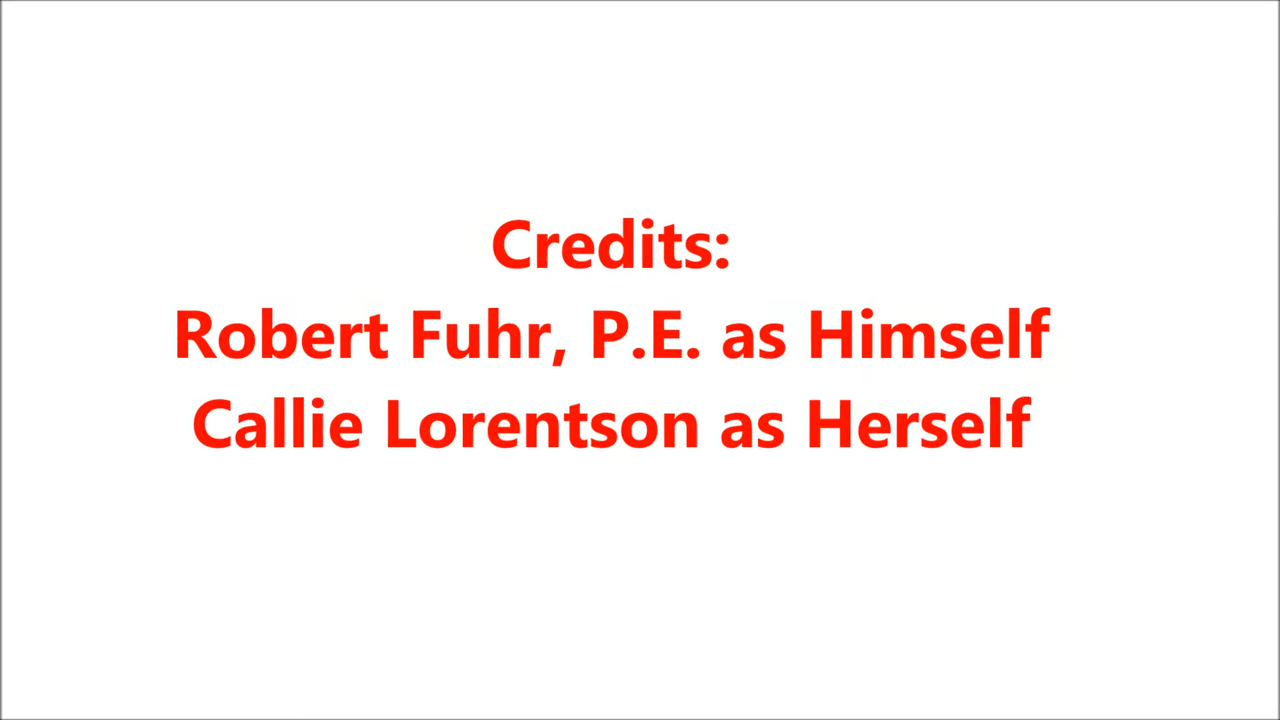 Credits:
Robert Fuhr, P.E. as Himself
Callie Lorentson as Herself